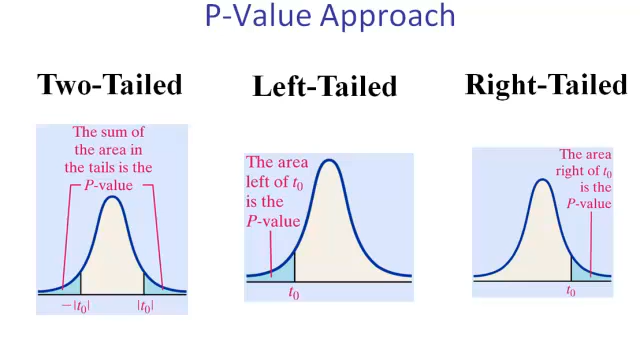 P-Value Approach
Two-Tailed
Left-Tailed
Right-Tailed
The sum of
the area in
the tails is the
P-value
−|t₀|
|t₀|
The area
left of t₀
is the
P-value
t₀
The area
right of t₀
is the
P-value
t₀